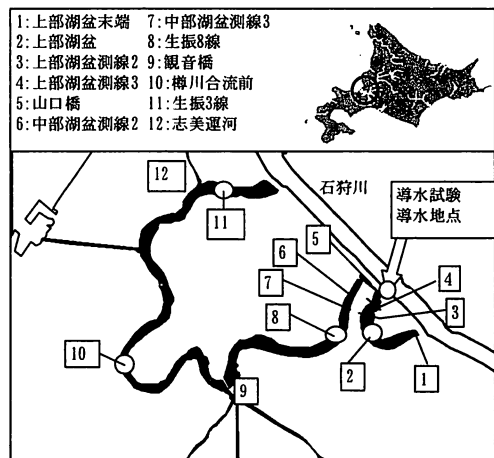 1:上部湖盆末端 7:中部湖盆測線3
2:上部湖盆 8:生振8線
3:上部湖盆測線2 9:観音橋
4:上部湖盆測線3 10:樽川合流前
5:山口橋 11:生振3線
6:中部湖盆測線2 12:志美運河
石狩川
導水試験
導水地点
12
11
5
6
4
7
3
8
10
2
1
9